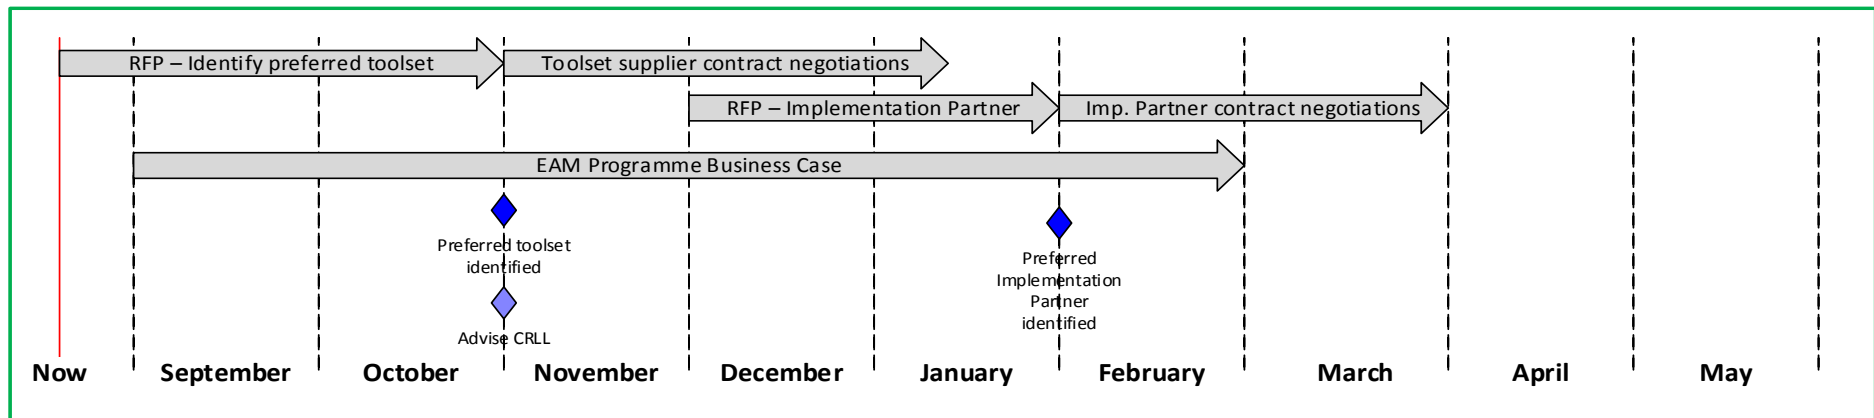 RFP – Identify preferred toolset
Toolset supplier contract negotiations
RFP – Implementation Partner
Imp. Partner contract negotiations
EAM Programme Business Case
Preferred toolset
identified
Advise CRLL
Preferred
Implementation
Partner
identified
Now
September
October
November
December
January
February
March
April
May